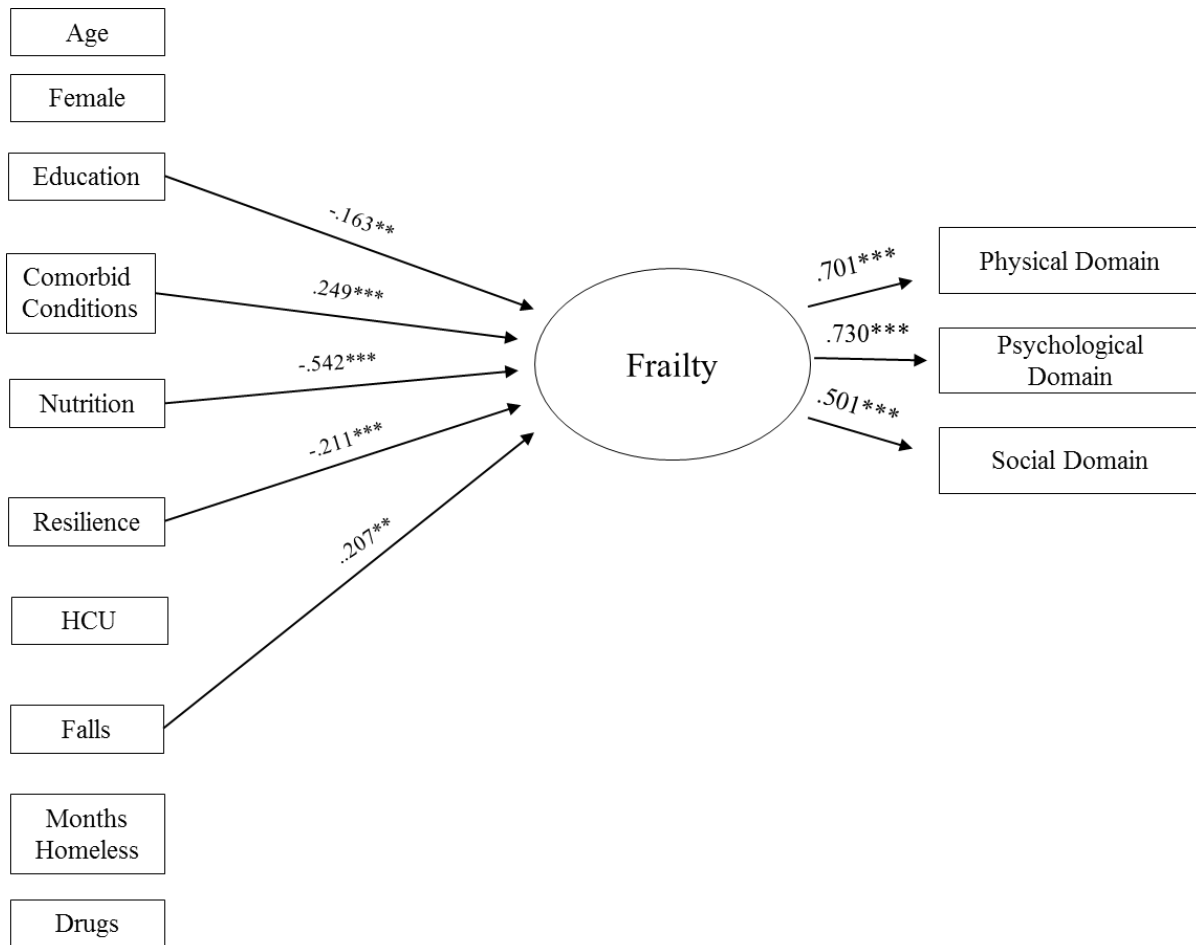 Age
Female
Education
-.163**
Comorbid
Conditions
.249***
Nutrition
-.542***
Resilience
-.211***
HCU
Falls
..207**
Months
Homeless
Drugs
Frailty
.701***
Physical Domain
.730***
Psychological
Domain
.501***
Social Domain